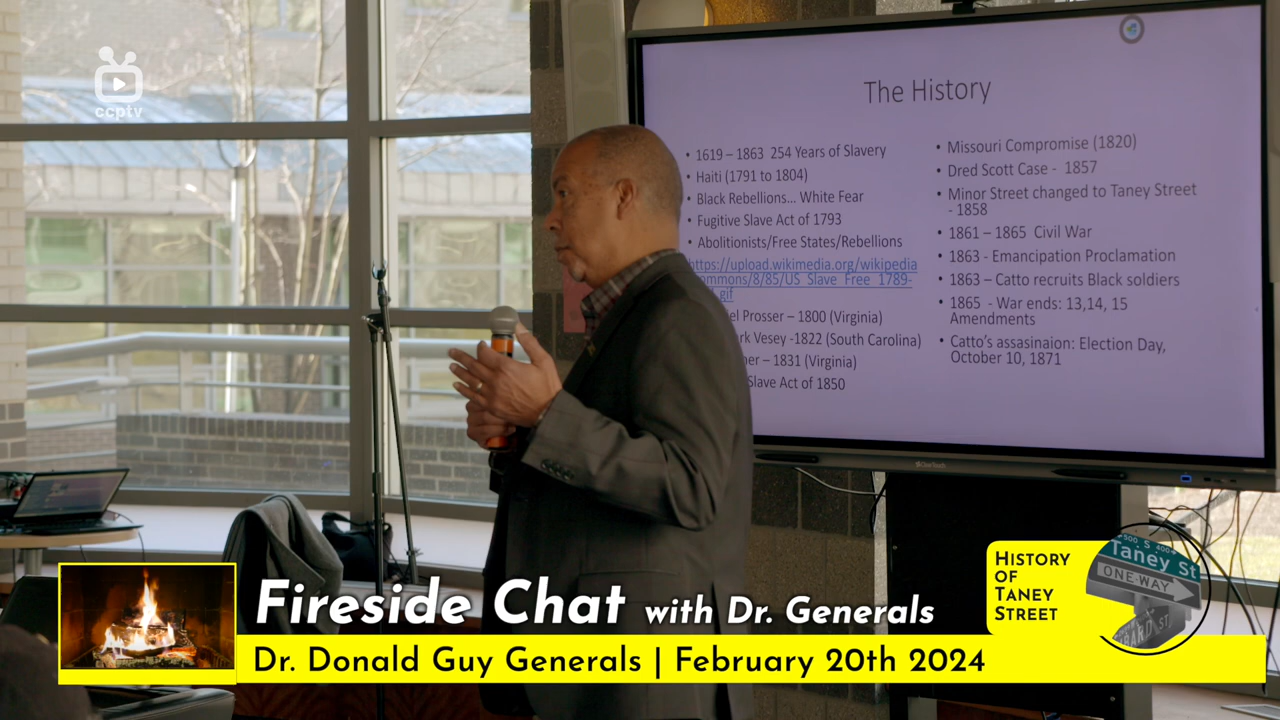 ccptv
The History
• 1619 – 1863 254 Years of Slavery
• Haiti (1791 to 1804)
• Black Rebellions... White Fear
• Fugitive Slave Act of 1793
• Abolitionists/Free States/Rebellions
https://upload.wikimedia.org/wikipedia
ommons/8/85/US_Slave_Free_1789-
.gif
el Prosser – 1800 (Virginia)
rk Vesey -1822 (South Carolina)
ner – 1831 (Virginia)
Slave Act of 1850
• Missouri Compromise (1820)
• Dred Scott Case - 1857
• Minor Street changed to Taney Street
- 1858
• 1861 – 1865 Civil War
• 1863 - Emancipation Proclamation
• 1863 – Catto recruits Black soldiers
• 1865 - War ends: 13,14, 15
Amendments
• Catto's assasinaion: Election Day,
October 10, 1871
History
of
Taney
Street
Taney St
ONE WAY
Fireside Chat with Dr. Generals
Dr. Donald Guy Generals | February 20th 2024